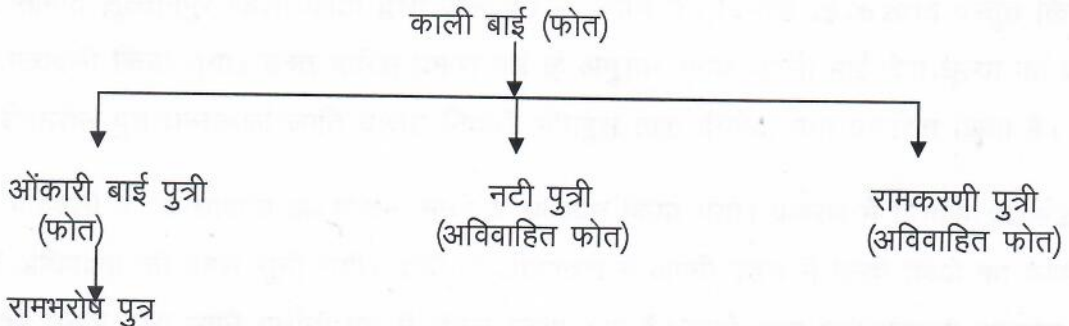 काली बाई (फोत)
ओंकारी बाई पुत्री
(फोत)
नटी पुत्री
(अविवाहित फोत)
रामकरणी पुत्री
(अविवाहित फोत)
रामभरोष पुत्र